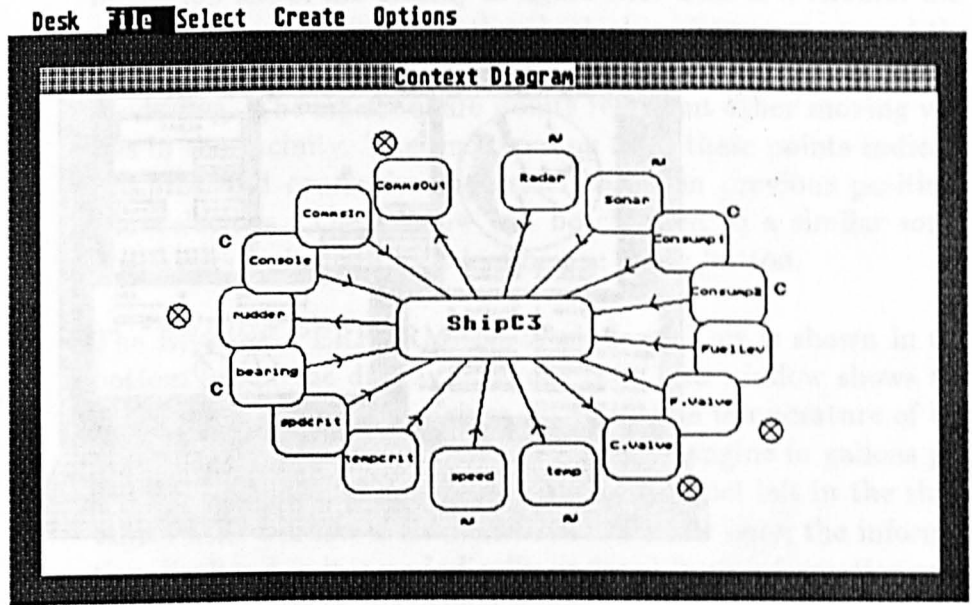 Desk File Select Create Options
Context Diagram
CommsOut
Radar
CommsIn
Sonar
C
Console
Consump1
C
rudder
ShipC3
Consump2
C
bearing
C
FuelLev
spdCrit
F.Valve
tempCrit
speed
temp
C.Valve